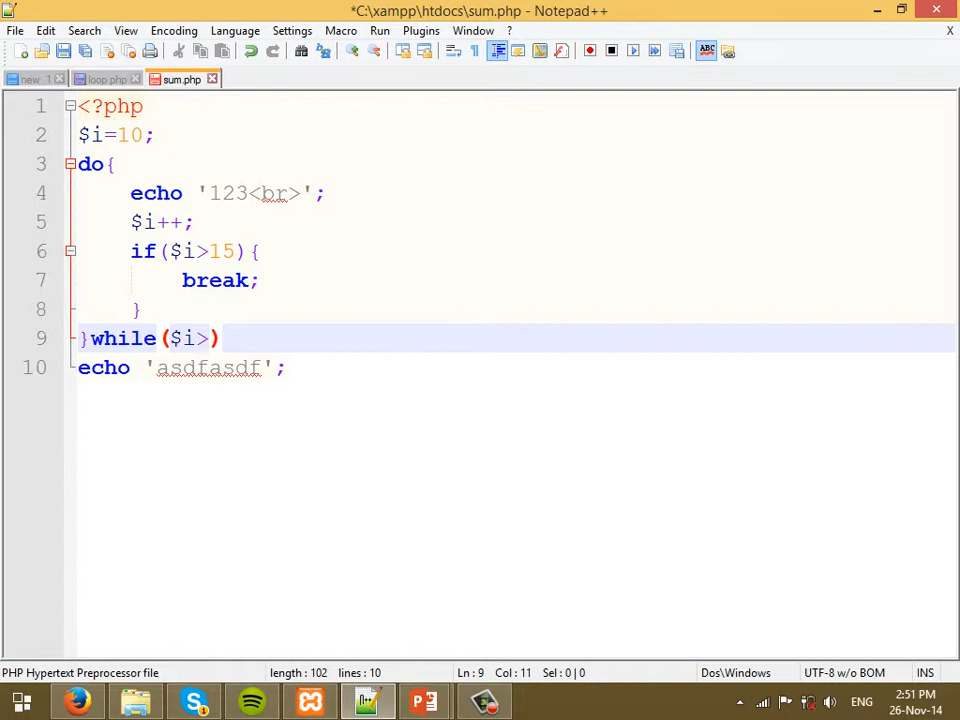 *C:\xampp\htdocs\sum.php - Notepad++
File Edit Search View Encoding Language Settings Macro Run Plugins Window ? X
new 1 loop.php sum.php
1 <?php
2 $i=10;
3 do{
4 echo '123<br>';
5 $i++;
6 if($i>15){
7 break;
8 }
9 }while($i>)
10 echo 'asdfasdf';
PHP Hypertext Preprocessor file length : 102 lines : 10 Ln : 9 Col : 11 Sel : 0 | 0 Dos\Windows UTF-8 w/o BOM INS
ENG 2:51 PM
26-Nov-14